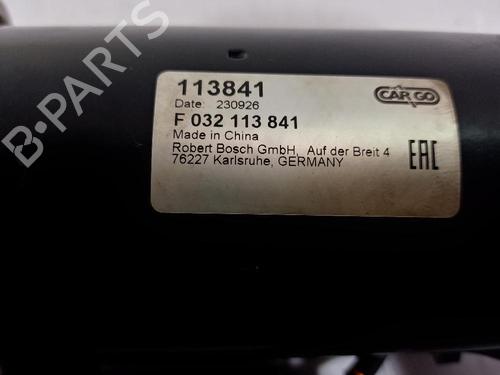 113841
CARGO
Date: 230926
F 032 113 841
Made in China
Robert Bosch GmbH, Auf der Breit 4
76227 Karlsruhe, GERMANY
EAC
B-PARTS